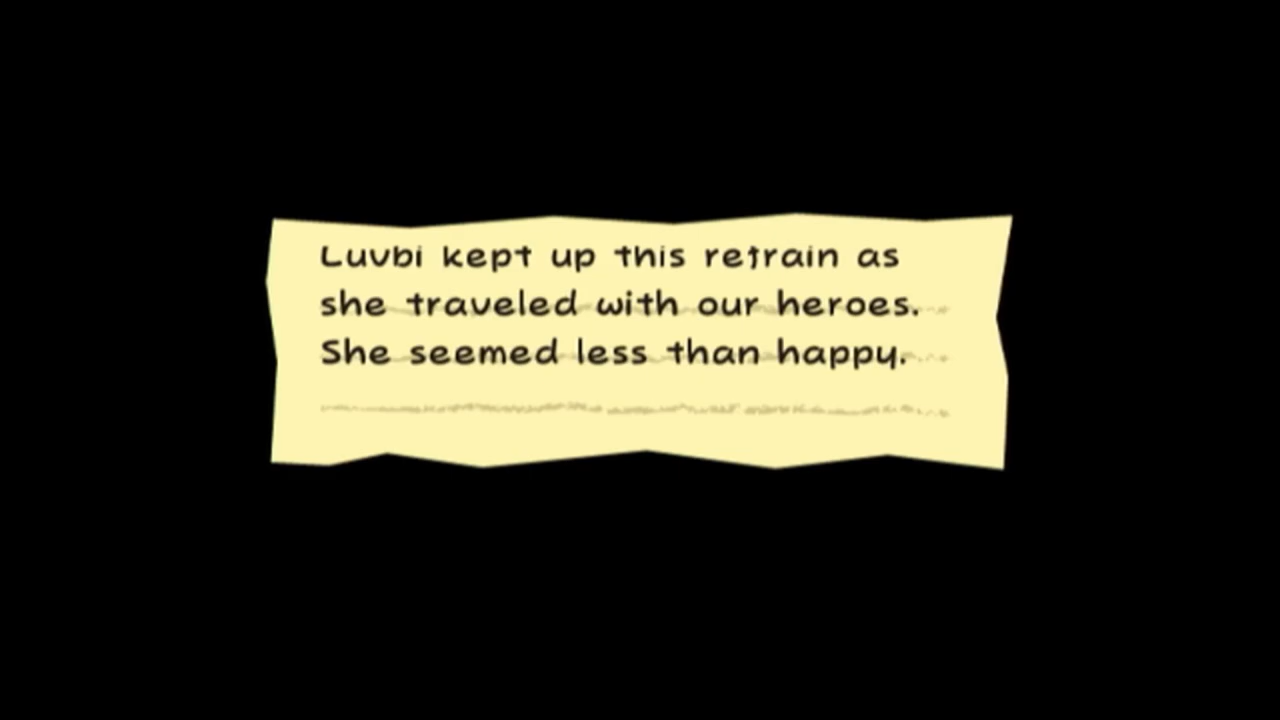 Luvbi kept up this refrain as
she traveled with our heroes.
She seemed less than happy.